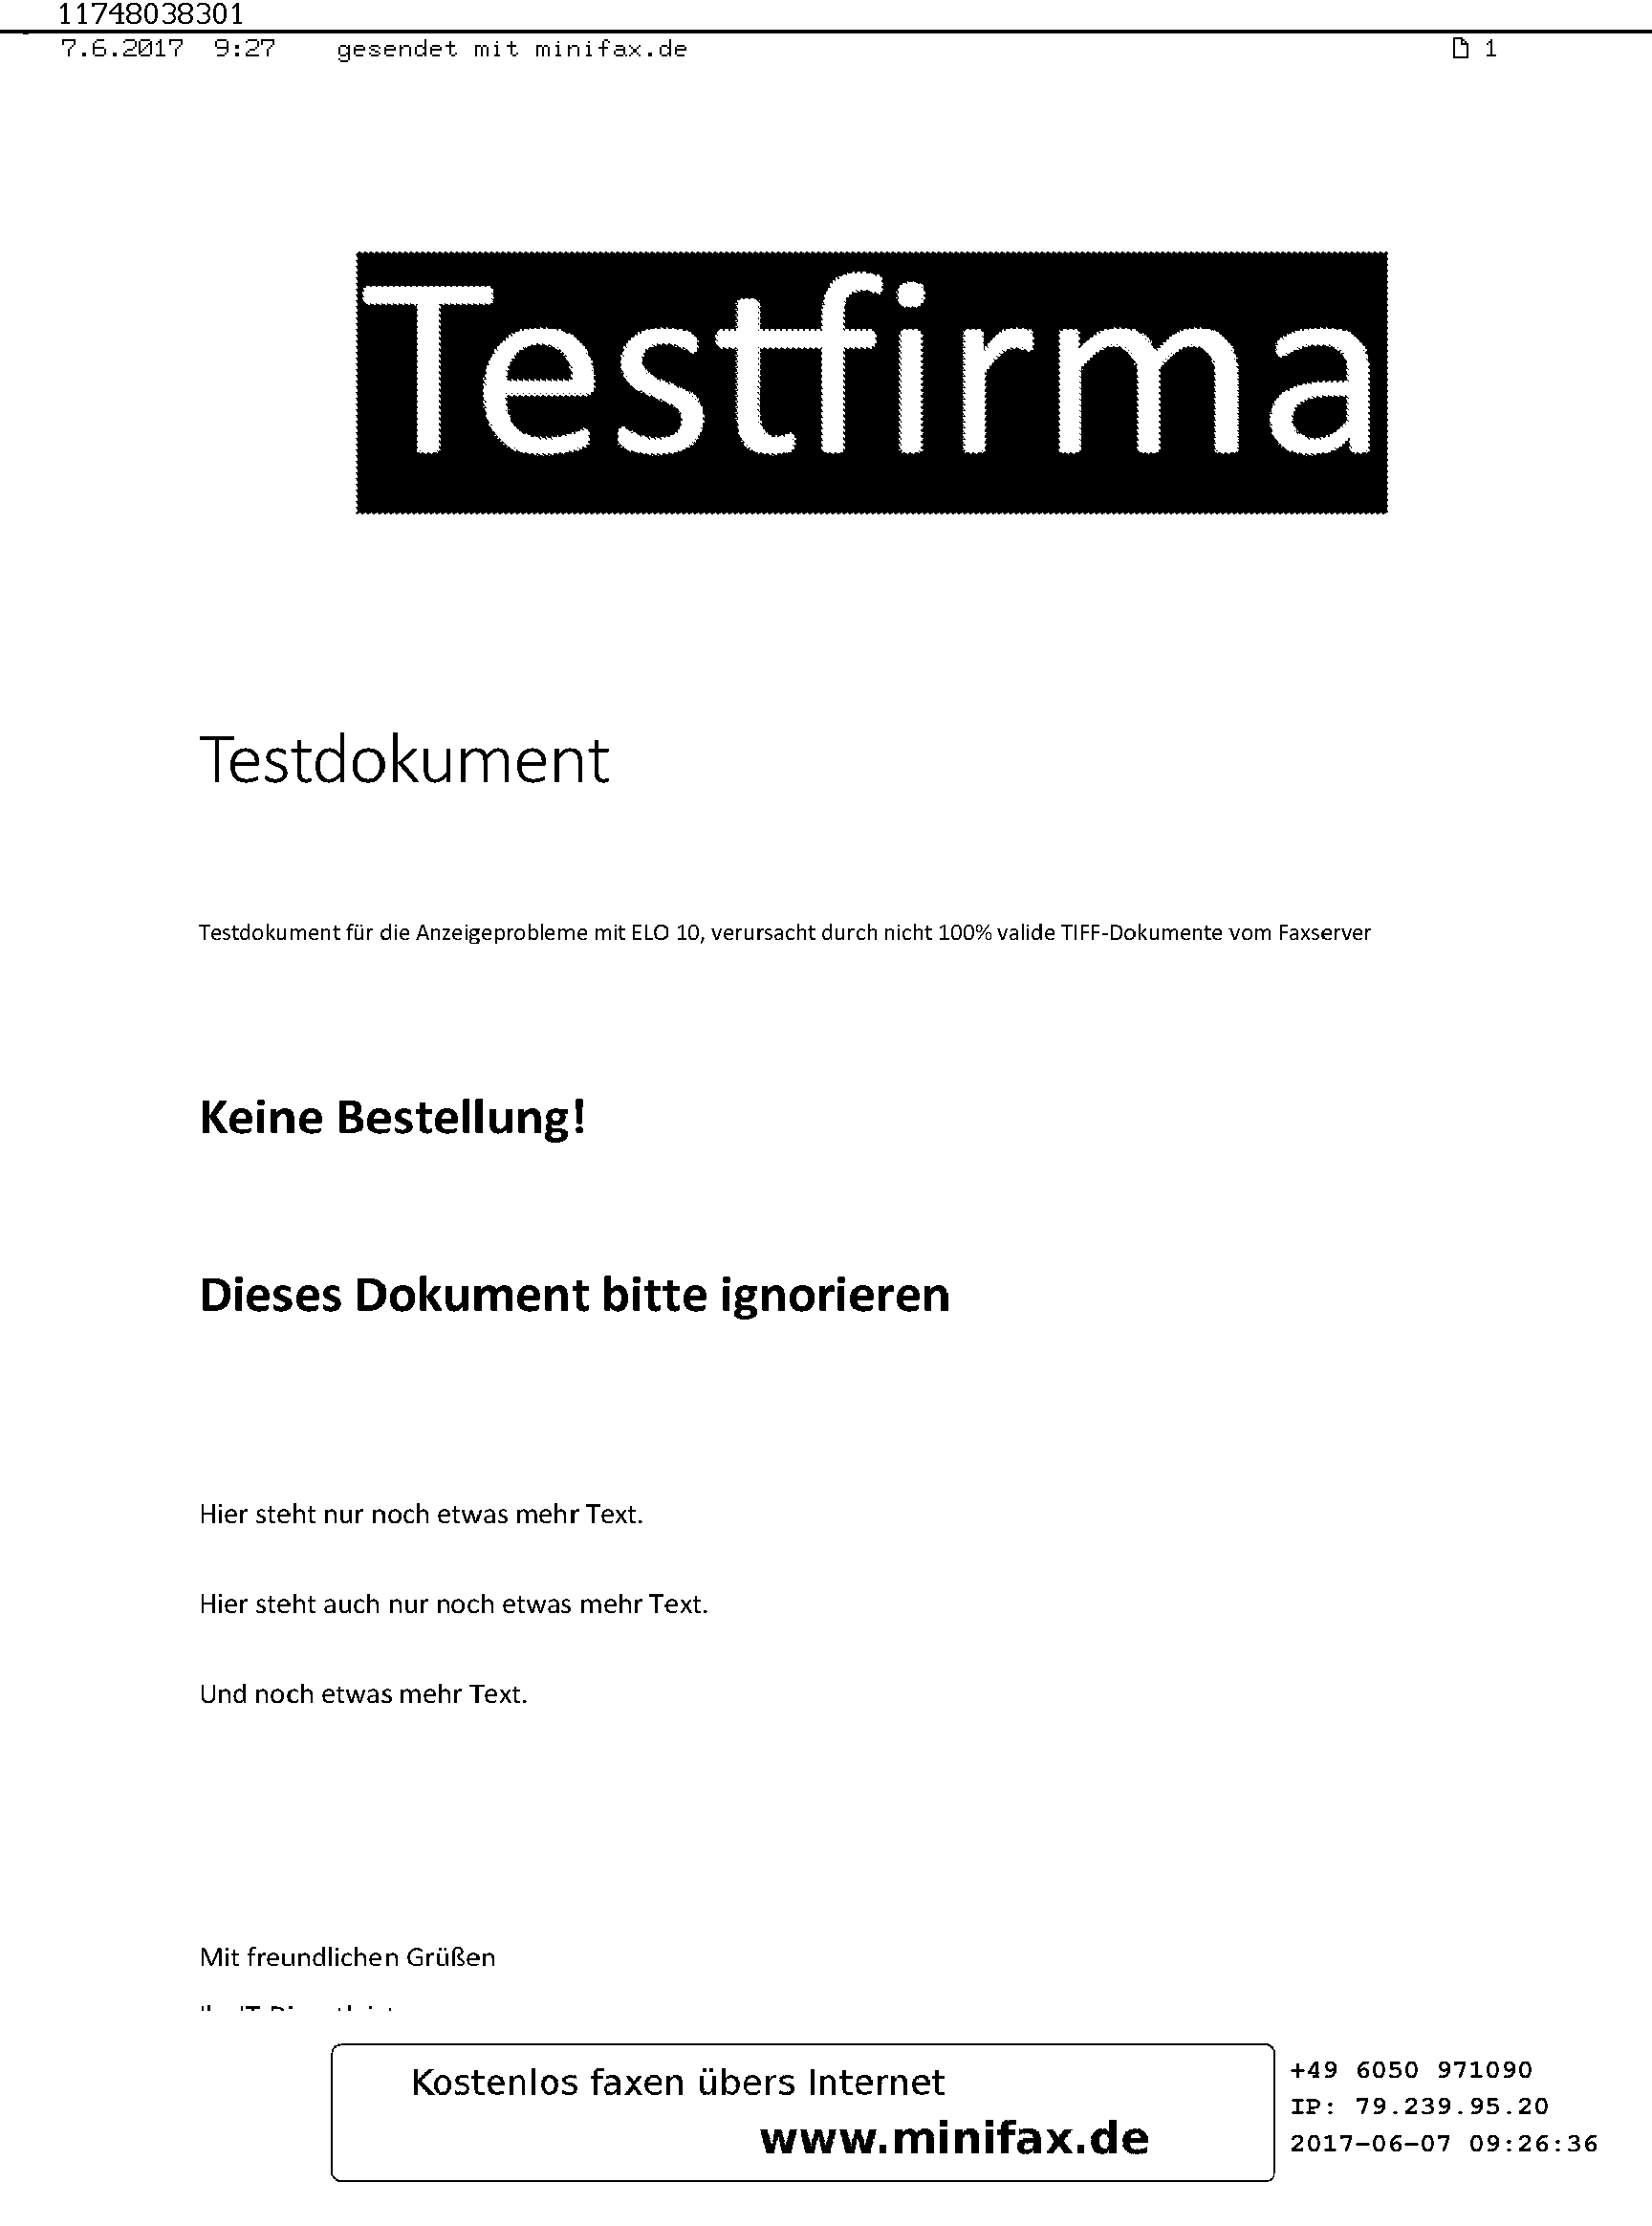 11748038301
7.6.2017 9:27 gesendet mit minifax.de 1
Testfirma
Testdokument
Testdokument für die Anzeigeprobleme mit ELO 10, verursacht durch nicht 100% valide TIFF-Dokumente vom Faxserver
Keine Bestellung!
Dieses Dokument bitte ignorieren
Hier steht nur noch etwas mehr Text.
Hier steht auch nur noch etwas mehr Text.
Und noch etwas mehr Text.
Mit freundlichen Grüßen
Kostenlos faxen übers Internet
www.minifax.de
+49 6050 971090
IP: 79.239.95.20
2017-06-07 09:26:36